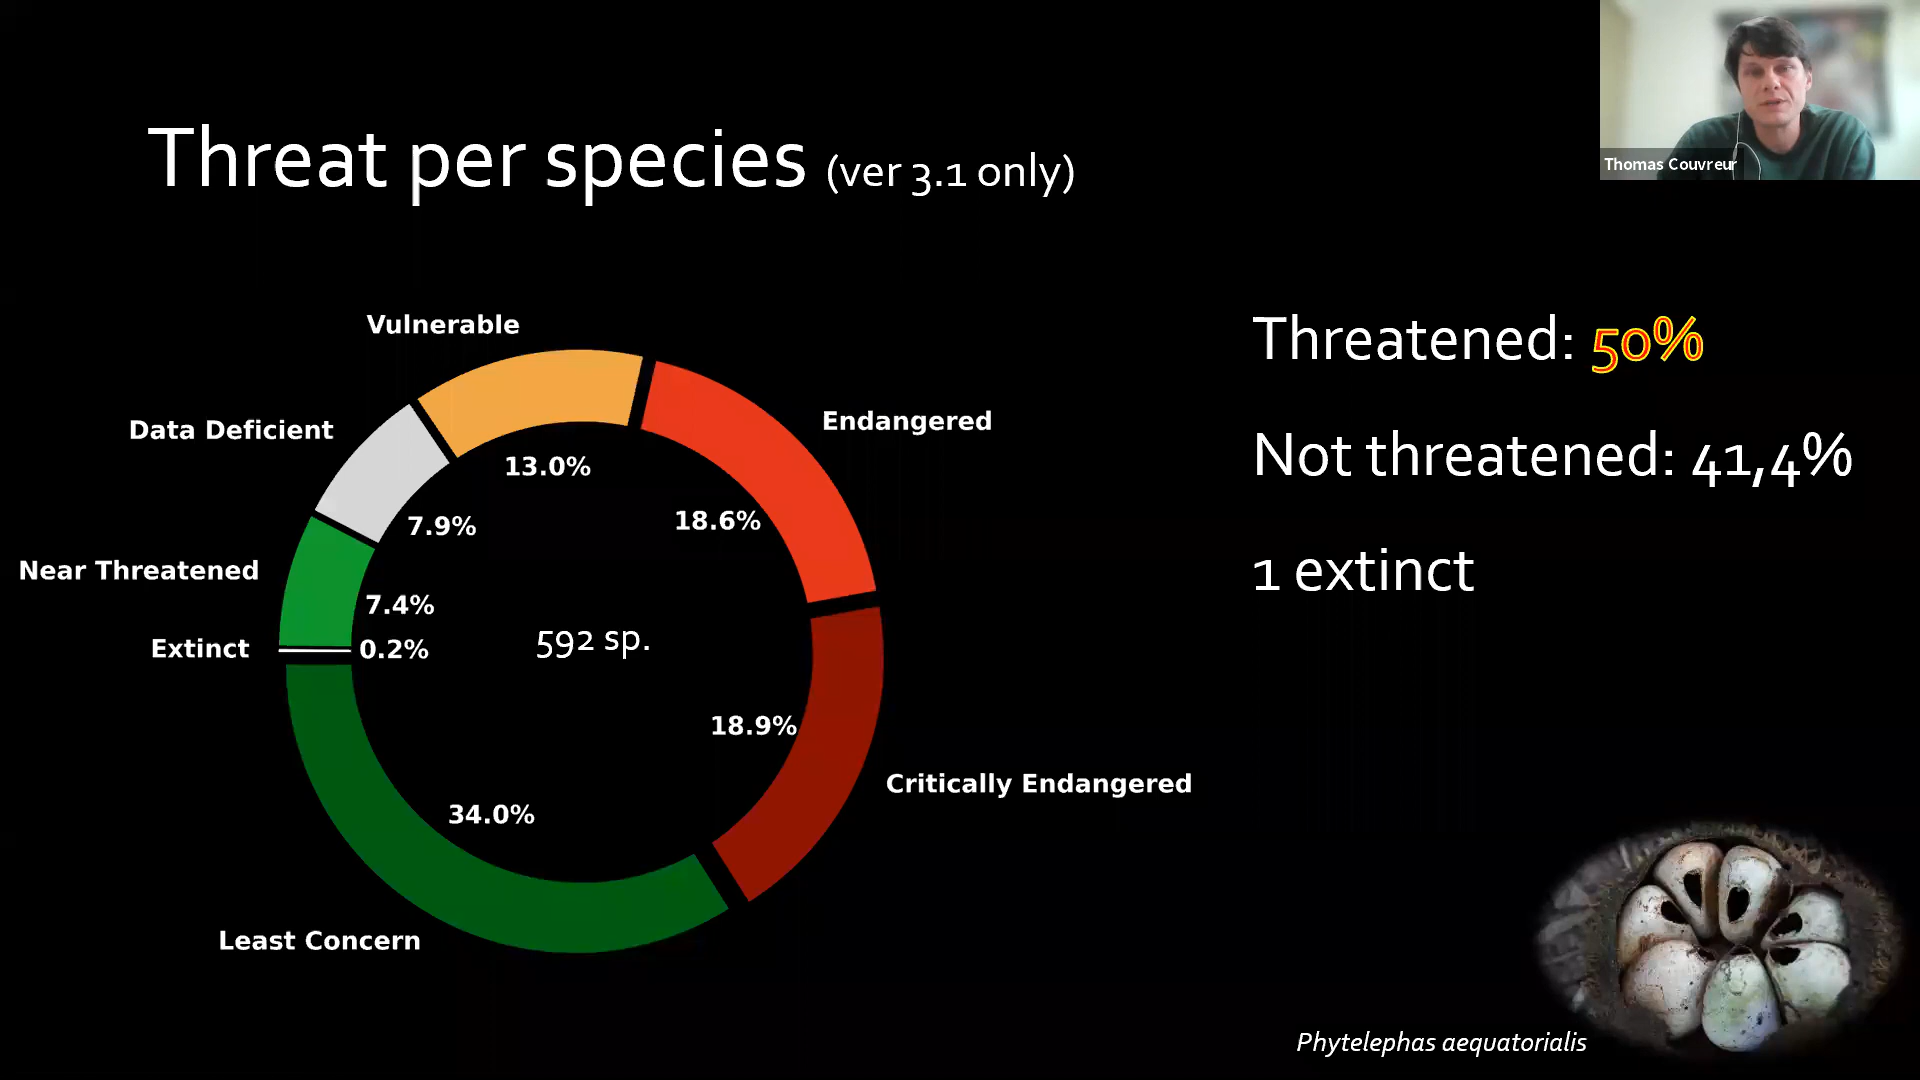 Thomas Couvreur
Threat per species (ver 3.1 only)
Vulnerable
Endangered
Data Deficient
13.0%
18.6%
7.9%
Near Threatened
7.4%
Extinct
0.2%
592 sp.
18.9%
Critically Endangered
34.0%
Least Concern
Threatened: 50%
Not threatened: 41,4%
1 extinct
Phytelephas aequatorialis